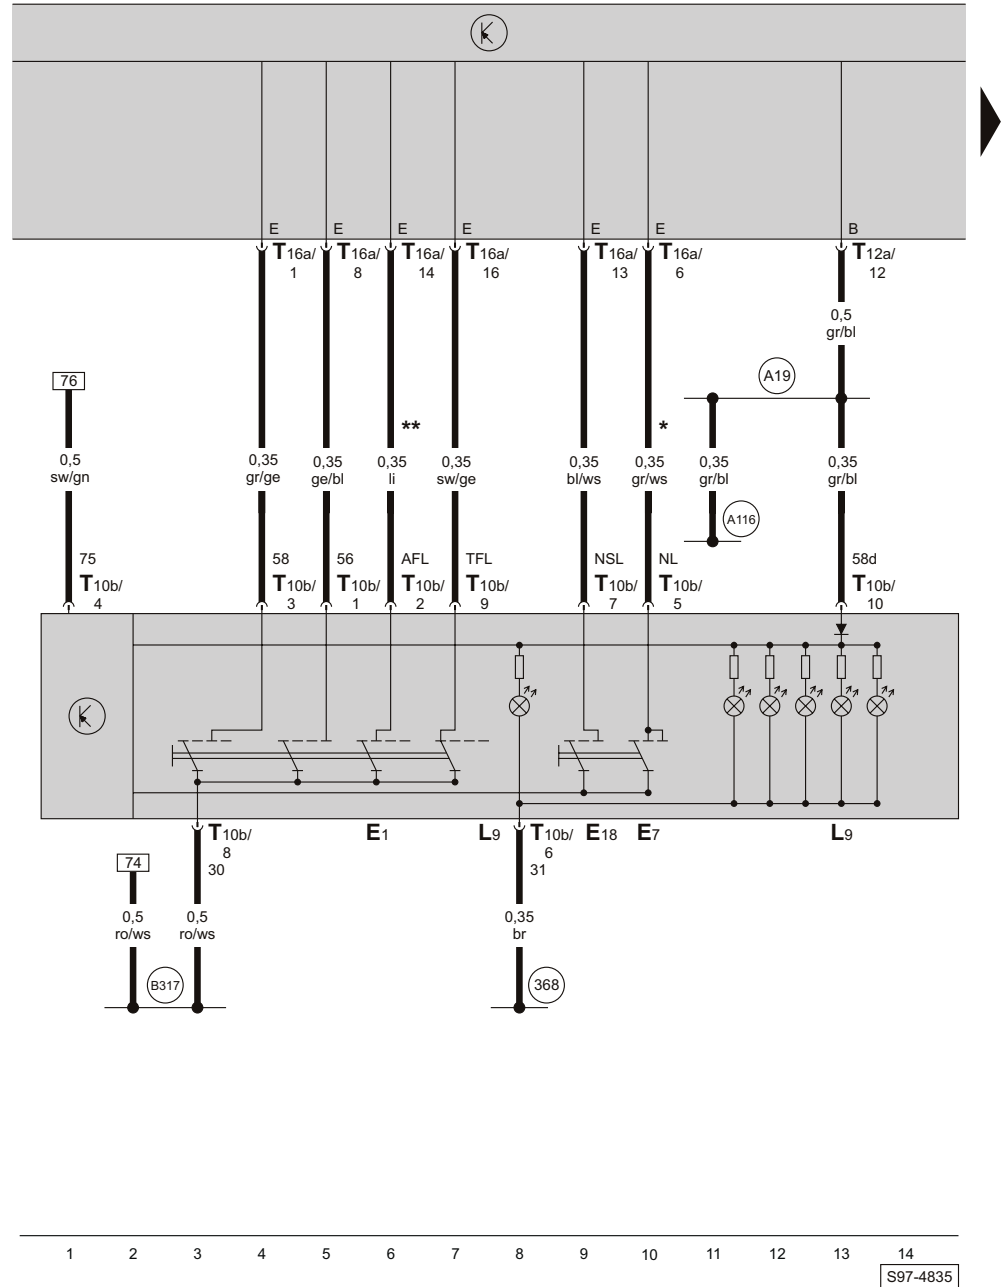 E E E E E E B
T16a/ T16a/ T16a/ T16a/ T16a/ T16a/ T12a/
1 8 14 16 13 6 12
0,5
gr/bl
76
A19
** *
0,5 0,35 0,35 0,35 0,35 0,35 0,35 0,35 0,35
sw/gn gr/ge ge/bl li sw/ge bl/ws gr/ws gr/bl gr/bl
A116
75 58 56 AFL TFL NSL NL 58d
T10b/ T10b/ T10b/ T10b/ T10b/ T10b/ T10b/ T10b/
4 3 1 2 9 7 5 10
T10b/ E1 L9 T10b/ E18 E7 L9
8 6
30 31
74
0,5 0,5 0,35
ro/ws ro/ws br
B317 368
1 2 3 4 5 6 7 8 9 10 11 12 13 14
S97-4835